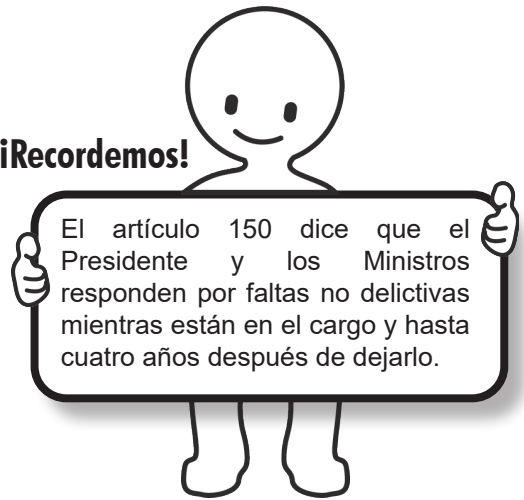 ¡Recordemos!
El artículo 150 dice que el
Presidente y los Ministros
responden por faltas no delictivas
mientras están en el cargo y hasta
cuatro años después de dejarlo.